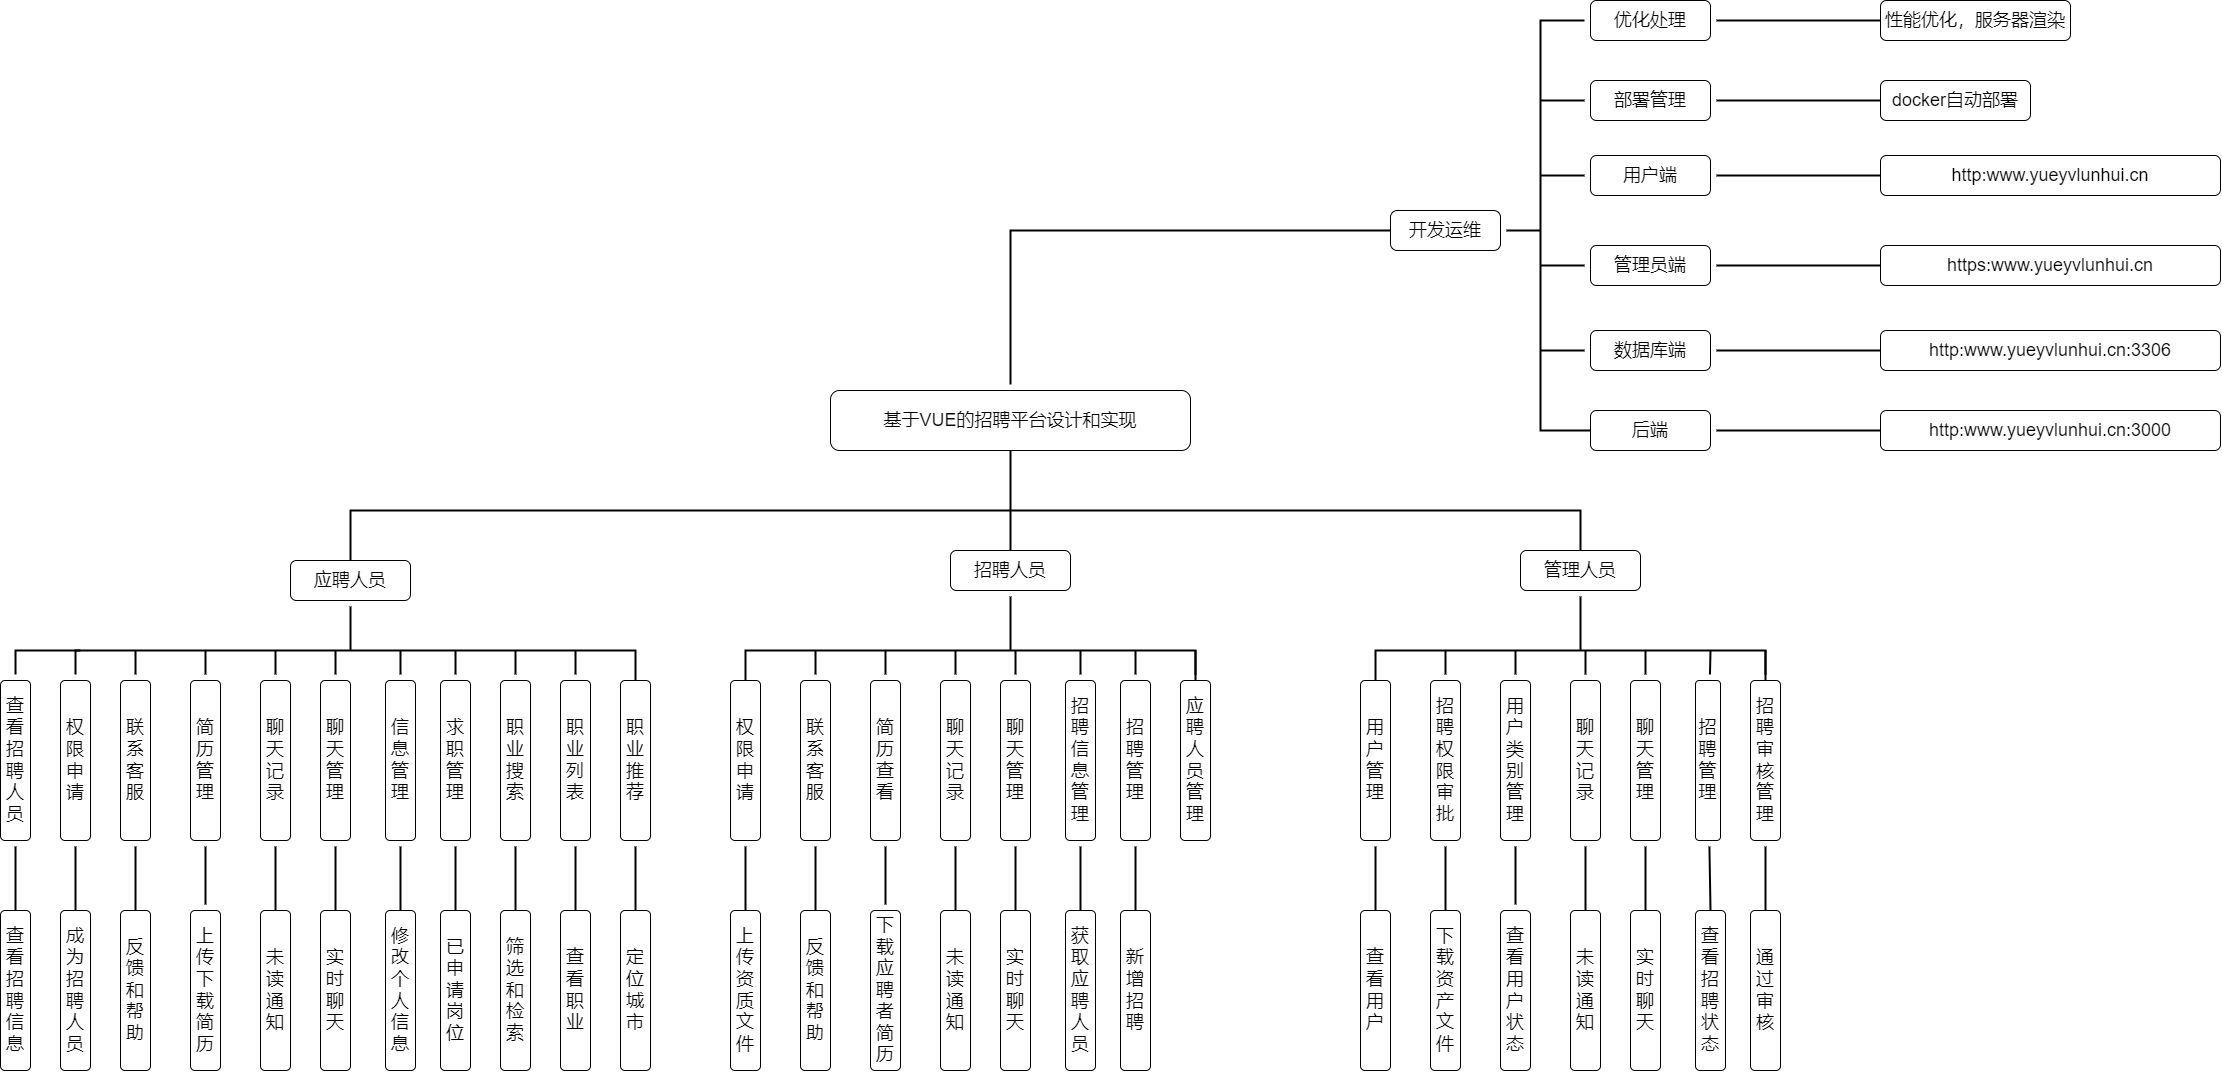 优化处理
性能优化，服务器渲染
部署管理
docker自动部署
用户端
http:www.yueyvlunhui.cn
开发运维
管理员端
https:www.yueyvlunhui.cn
数据库端
http:www.yueyvlunhui.cn:3306
基于VUE的招聘平台设计和实现
后端
http:www.yueyvlunhui.cn:3000
应聘人员
招聘人员
管理人员
查看招聘人员
权限申请
联系客服
简历管理
聊天记录
聊天管理
信息管理
求职管理
职业搜索
职业列表
职业推荐
权限申请
联系客服
简历查看
聊天记录
聊天管理
招聘信息管理
招聘管理
应聘人员管理
用户管理
招聘权限审批
用户类别管理
聊天记录
聊天管理
招聘管理
招聘审核管理
查看招聘信息
成为招聘人员
反馈和帮助
上传下载简历
未读通知
实时聊天
修改个人信息
已申请岗位
筛选和检索
查看职业
定位城市
上传资质文件
反馈和帮助
下载应聘者简历
未读通知
实时聊天
获取应聘人员
新增招聘
查看用户
下载资产文件
查看用户状态
未读通知
实时聊天
查看招聘状态
通过审核